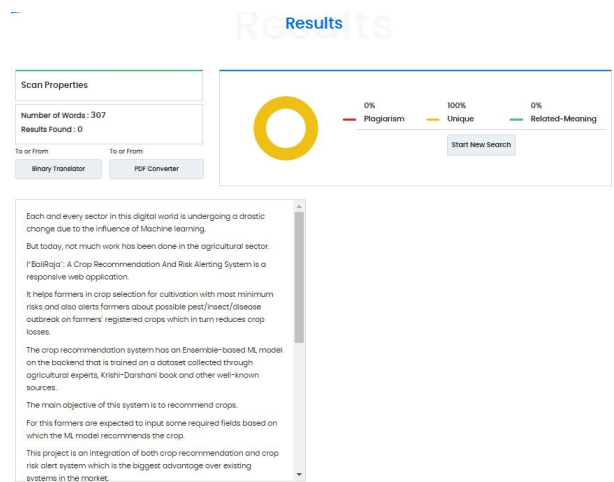 Results
Results
Scan Properties
Number of Words : 307
Results Found : 0
To or From
To or From
Binary Translator
PDF Converter
0%
Plagiarism
100%
Unique
0%
Related-Meaning
Start New Search
Each and every sector in this digital world is undergoing a drastic
change due to the influence of Machine learning.
But today, not much work has been done in the agricultural sector.
I"BaliRaja": A Crop Recommendation And Risk Alerting System is a
responsive web application.
It helps farmers in crop selection for cultivation with most minimum
risks and also alerts farmers about possible pest/insect/disease
outbreak on farmers' registered crops which in turn reduces crop
losses.
The crop recommendation system has an Ensemble-based ML model
on the backend that is trained on a dataset collected through
agricultural experts, Krishi-Darshani book and other well-known
sources.
The main objective of this system is to recommend crops.
For this farmers are expected to input some required fields based on
which the ML model recommends the crop.
This project is an integration of both crop recommendation and crop
risk alert system which is the biggest advantage over existing
systems in the market.